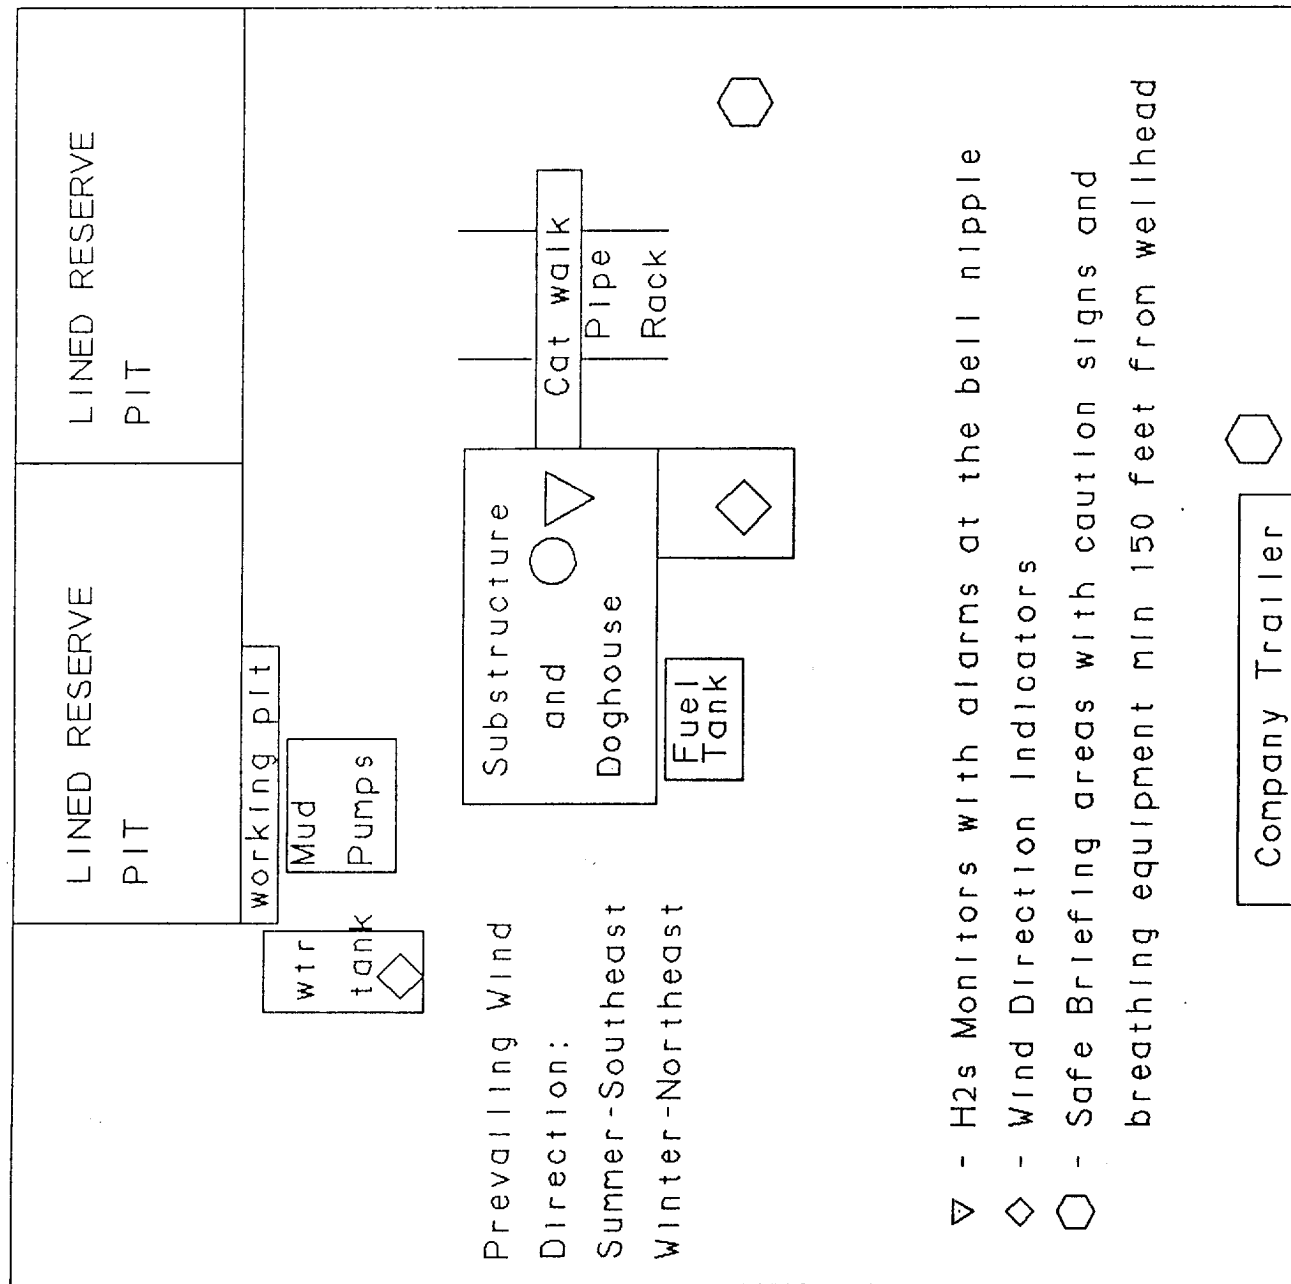 LINED RESERVE
PIT
LINED RESERVE
PIT
working pit
Mud
Pumps
wtr
tank
Substructure
and
Doghouse
Cat walk
Pipe
Rack
Fuel
Tank
Prevailing Wind
Direction:
Summer-Southeast
Winter-Northeast
- H2s Monitors with alarms at the bell nipple
- Wind Direction Indicators
- Safe Briefing areas with caution signs and
breathing equipment min 150 feet from wellhead
Company Trailer